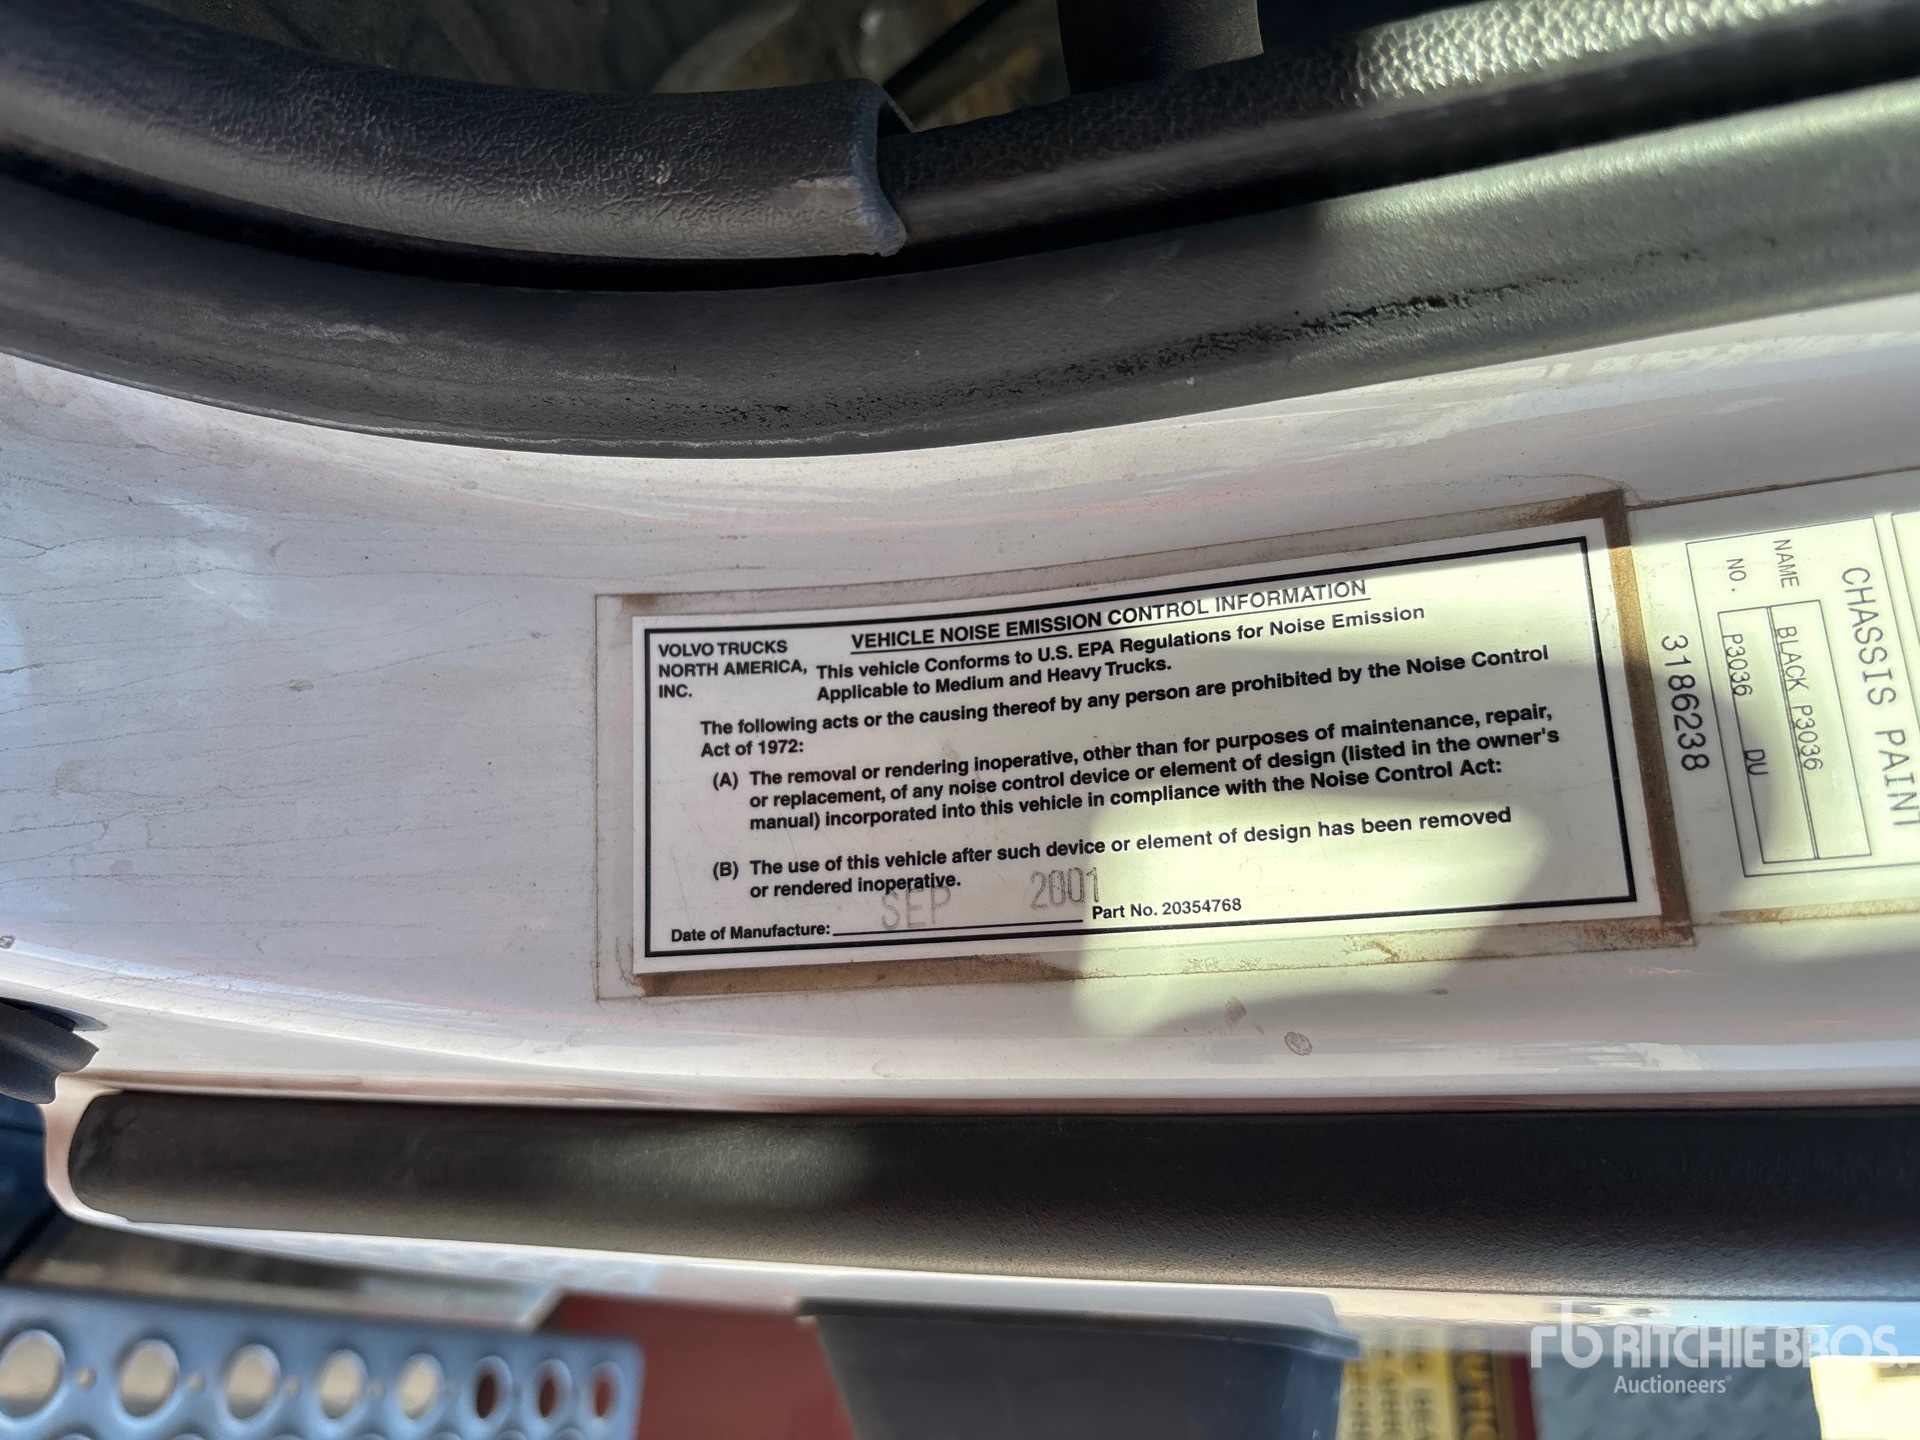 VOLVO TRUCKS
NORTH AMERICA,
INC.
VEHICLE NOISE EMISSION CONTROL INFORMATION
This vehicle Conforms to U.S. EPA Regulations for Noise Emission
Applicable to Medium and Heavy Trucks.
The following acts or the causing thereof by any person are prohibited by the Noise Control
Act of 1972:
(A) The removal or rendering inoperative, other than for purposes of maintenance, repair,
or replacement, of any noise control device or element of design (listed in the owner's
manual) incorporated into this vehicle in compliance with the Noise Control Act:
(B) The use of this vehicle after such device or element of design has been removed
or rendered inoperative.
Date of Manufacture: SEP 2001 Part No. 20354768
CHASSIS PAINT
NAME BLACK P3036
NO. P3036 DU
3186238
rb RITCHIE BROS.
Auctioneers